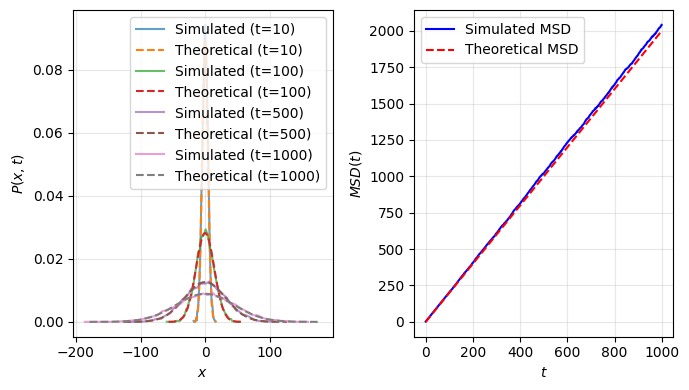 Simulated (t=10)
Theoretical (t=10)
Simulated (t=100)
Theoretical (t=100)
Simulated (t=500)
Theoretical (t=500)
Simulated (t=1000)
Theoretical (t=1000)
0.08
0.06
0.04
0.02
0.00
P(x, t)
−200
−100
0
100
x
Simulated MSD
Theoretical MSD
2000
1750
1500
1250
1000
750
500
250
0
MSD(t)
0
200
400
600
800
1000
t